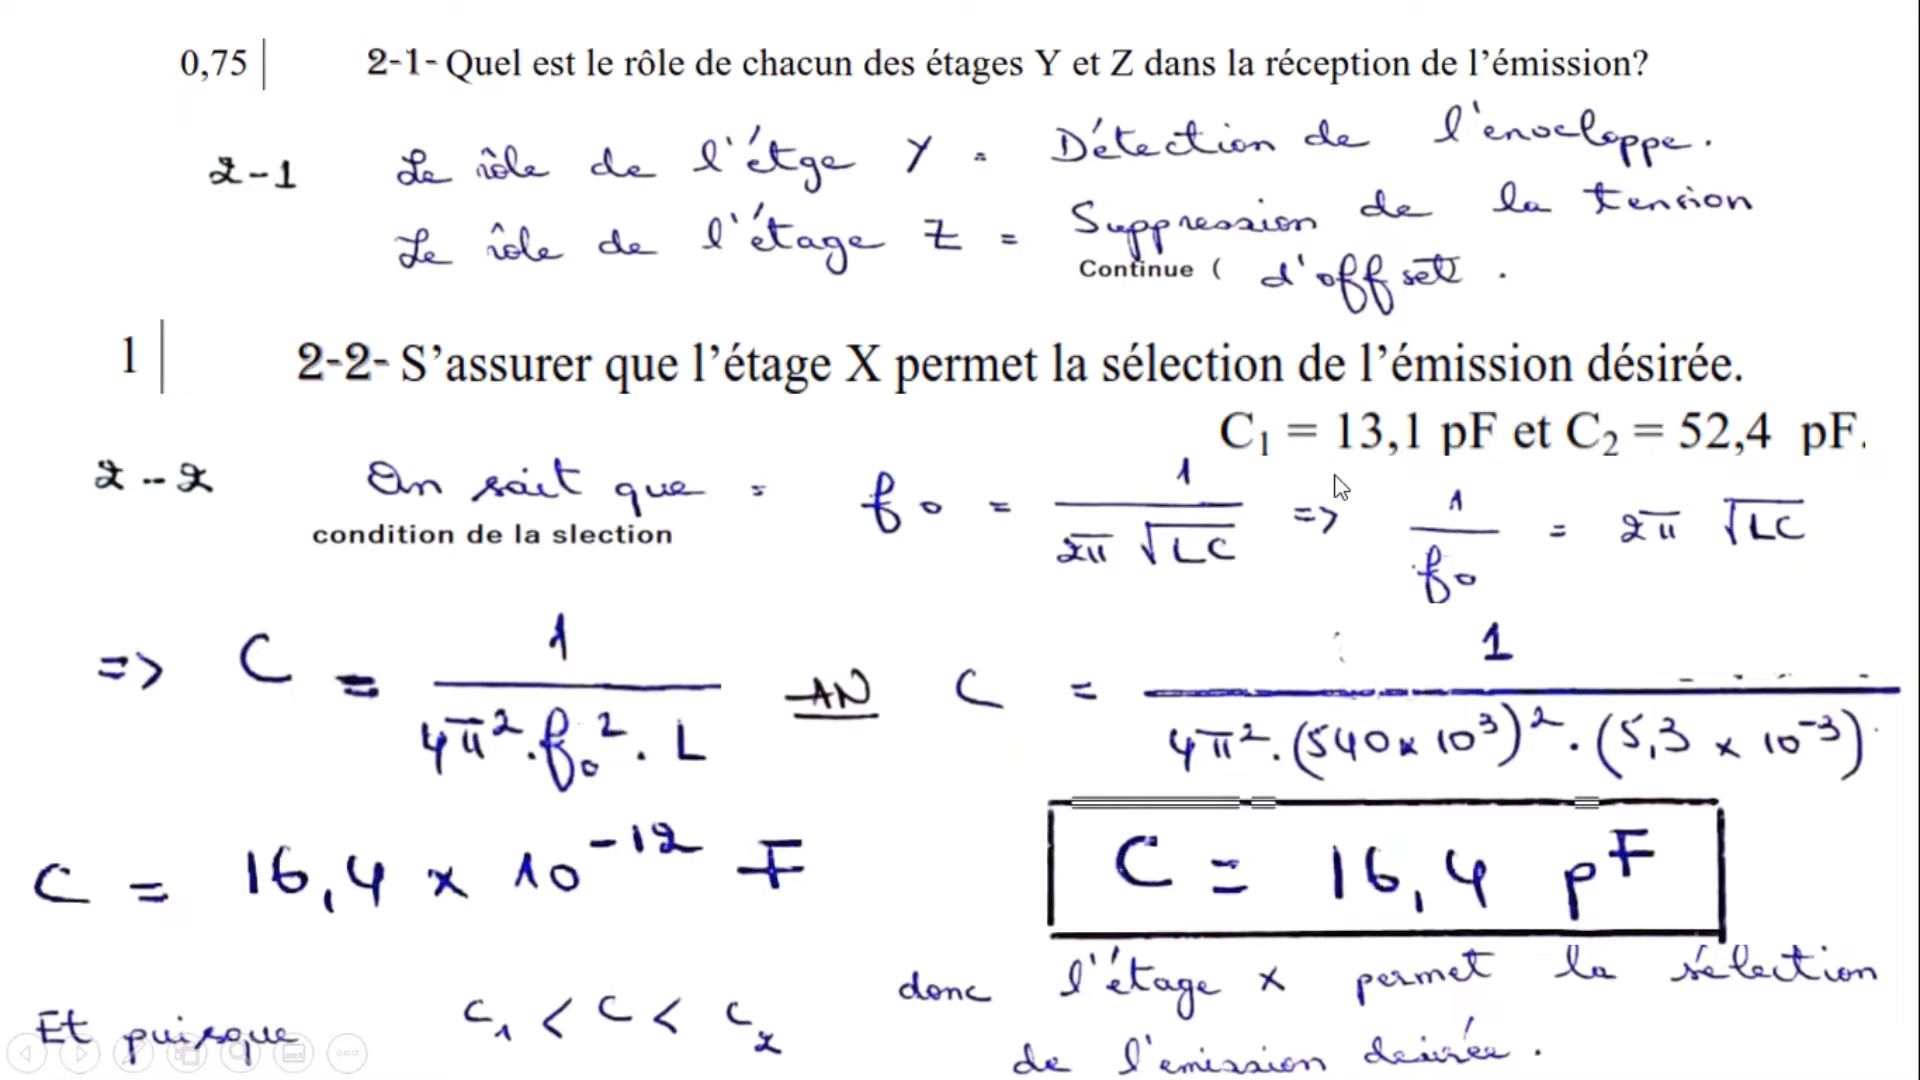 0,75 | 2-1- Quel est le rôle de chacun des étages Y et Z dans la réception de l’émission?
2-1 Le rôle de l'étge Y = Détection de l'enveloppe.
Le rôle de l'étage Z = Suppression de la tension
Continue ( d'offset .
1 | 2-2- S’assurer que l’étage X permet la sélection de l’émission désirée.
C₁ = 13,1 pF et C₂ = 52,4 pF.
2-2 On sait que = f₀ = 1 / 2π √LC => 1 / f₀ = 2π √LC
condition de la slection
=> C = 1 / 4π². f₀² . L AN C = 1 / 4π². (540 x 10³)² . (5,3 x 10⁻³)
C = 16,4 x 10⁻¹² F C = 16,4 pF
Et puisque C₁ < C < C₂ donc l'étage X permet la sélection
de l'emission desirée .